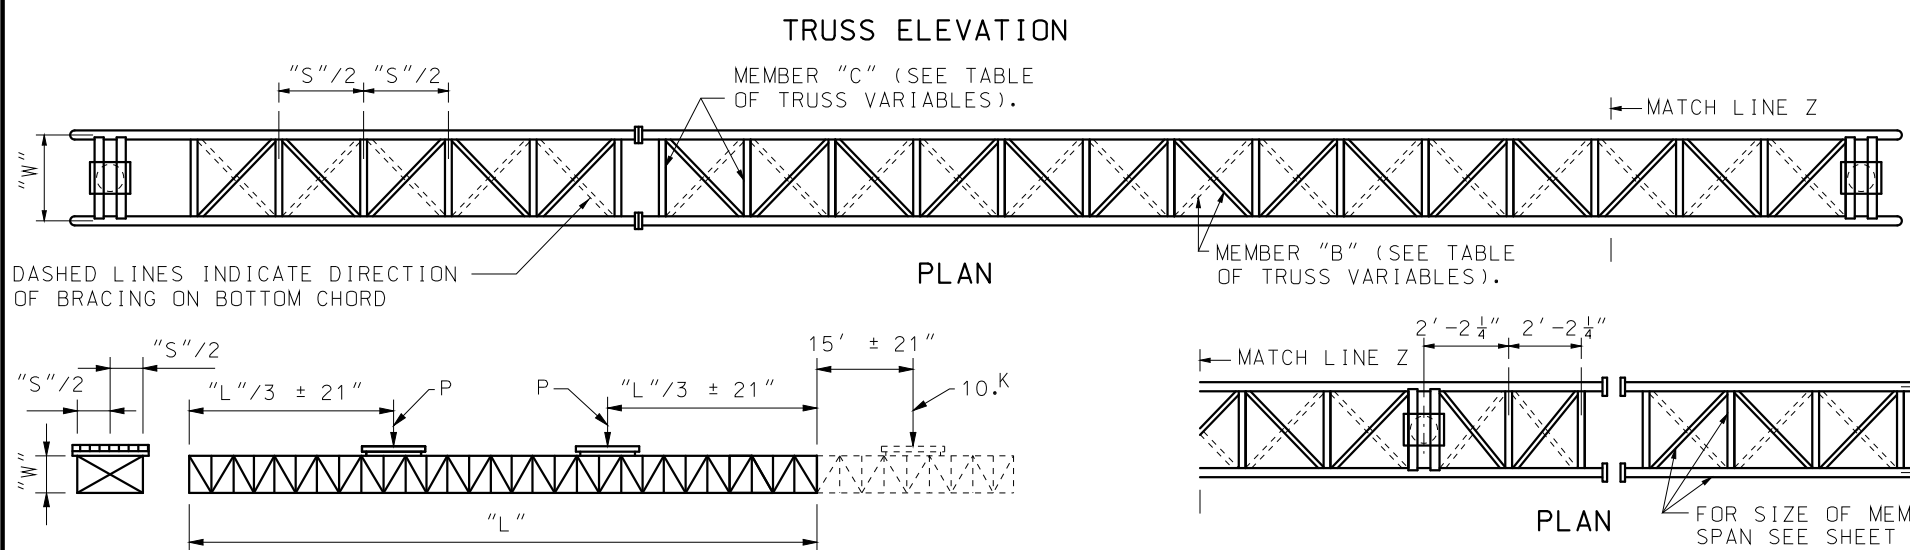 TRUSS ELEVATION
"S"/2 "S"/2
MEMBER "C" (SEE TABLE
OF TRUSS VARIABLES).
MATCH LINE Z
"W"
DASHED LINES INDICATE DIRECTION
OF BRACING ON BOTTOM CHORD
PLAN
MEMBER "B" (SEE TABLE
OF TRUSS VARIABLES).
"S"/2
"S"/2
"W"
"L"/3 ± 21"
P
P
"L"/3 ± 21"
15' ± 21"
10.K
"L"
2'-2 1/4" 2'-2 1/4"
MATCH LINE Z
PLAN
FOR SIZE OF MEM
SPAN SEE SHEET